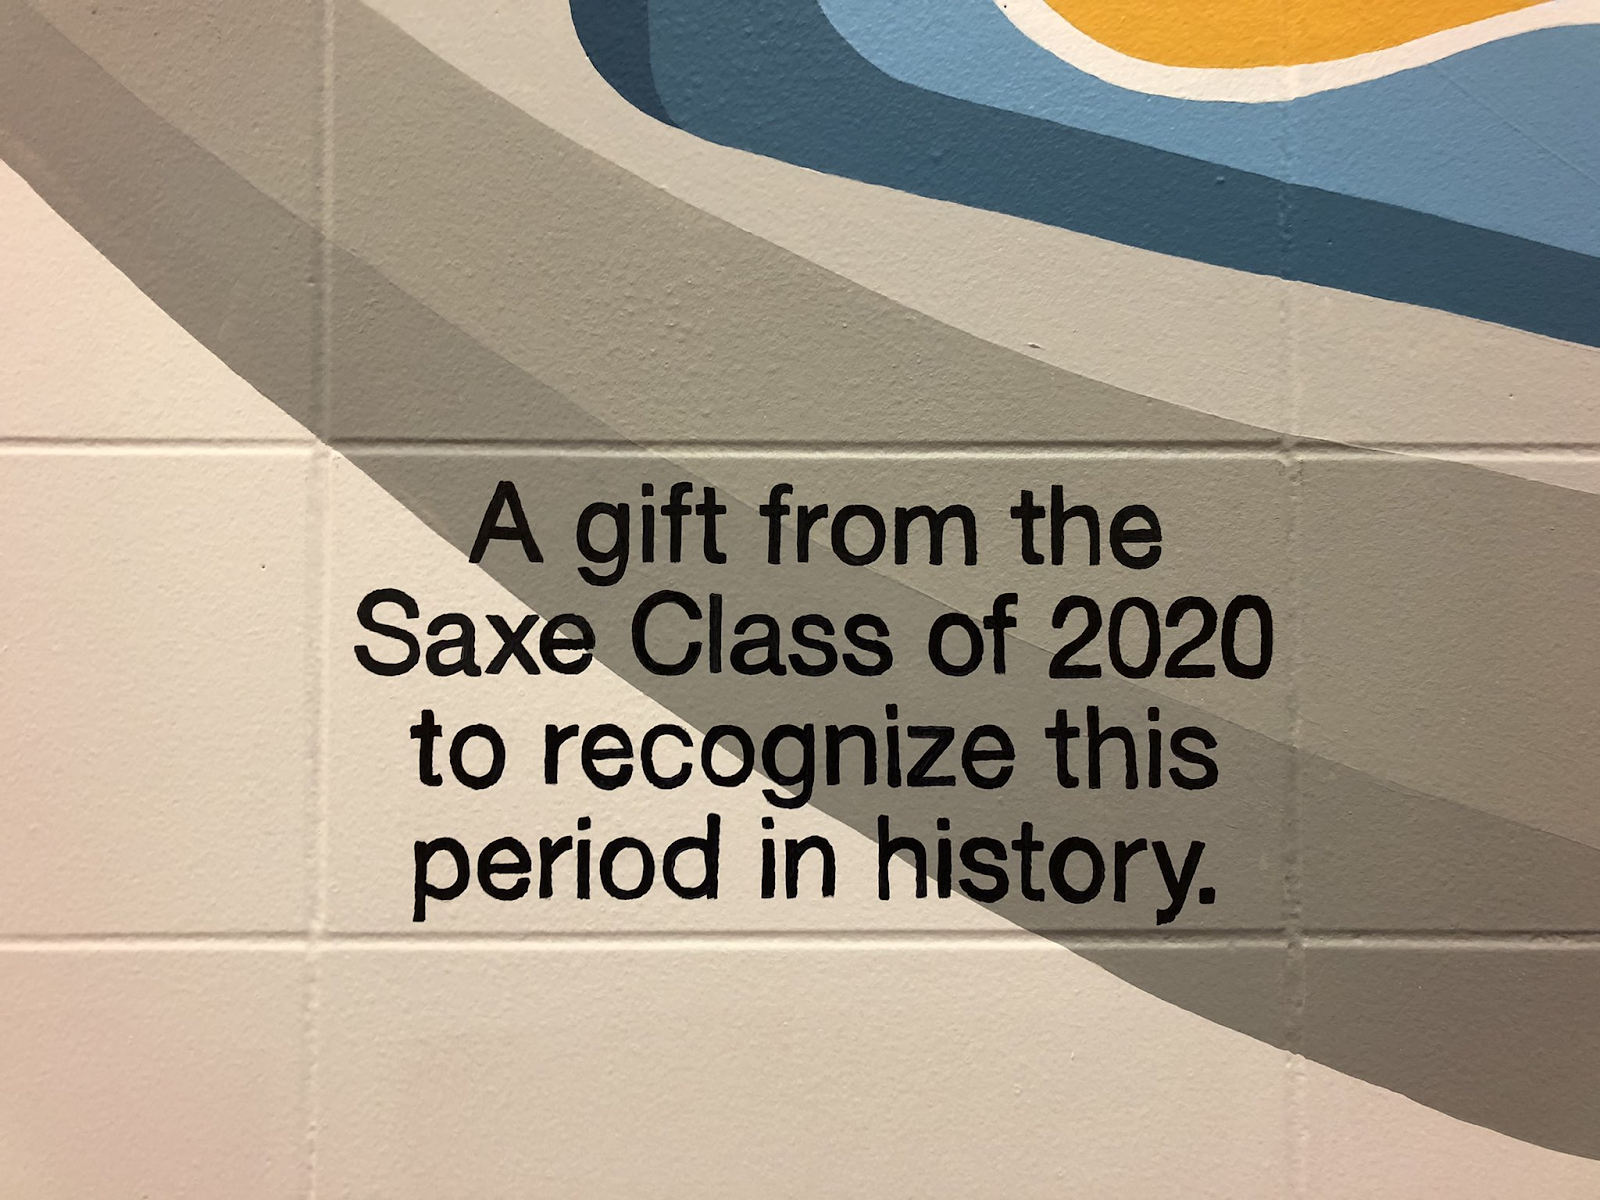 A gift from the
Saxe Class of 2020
to recognize this
period in history.